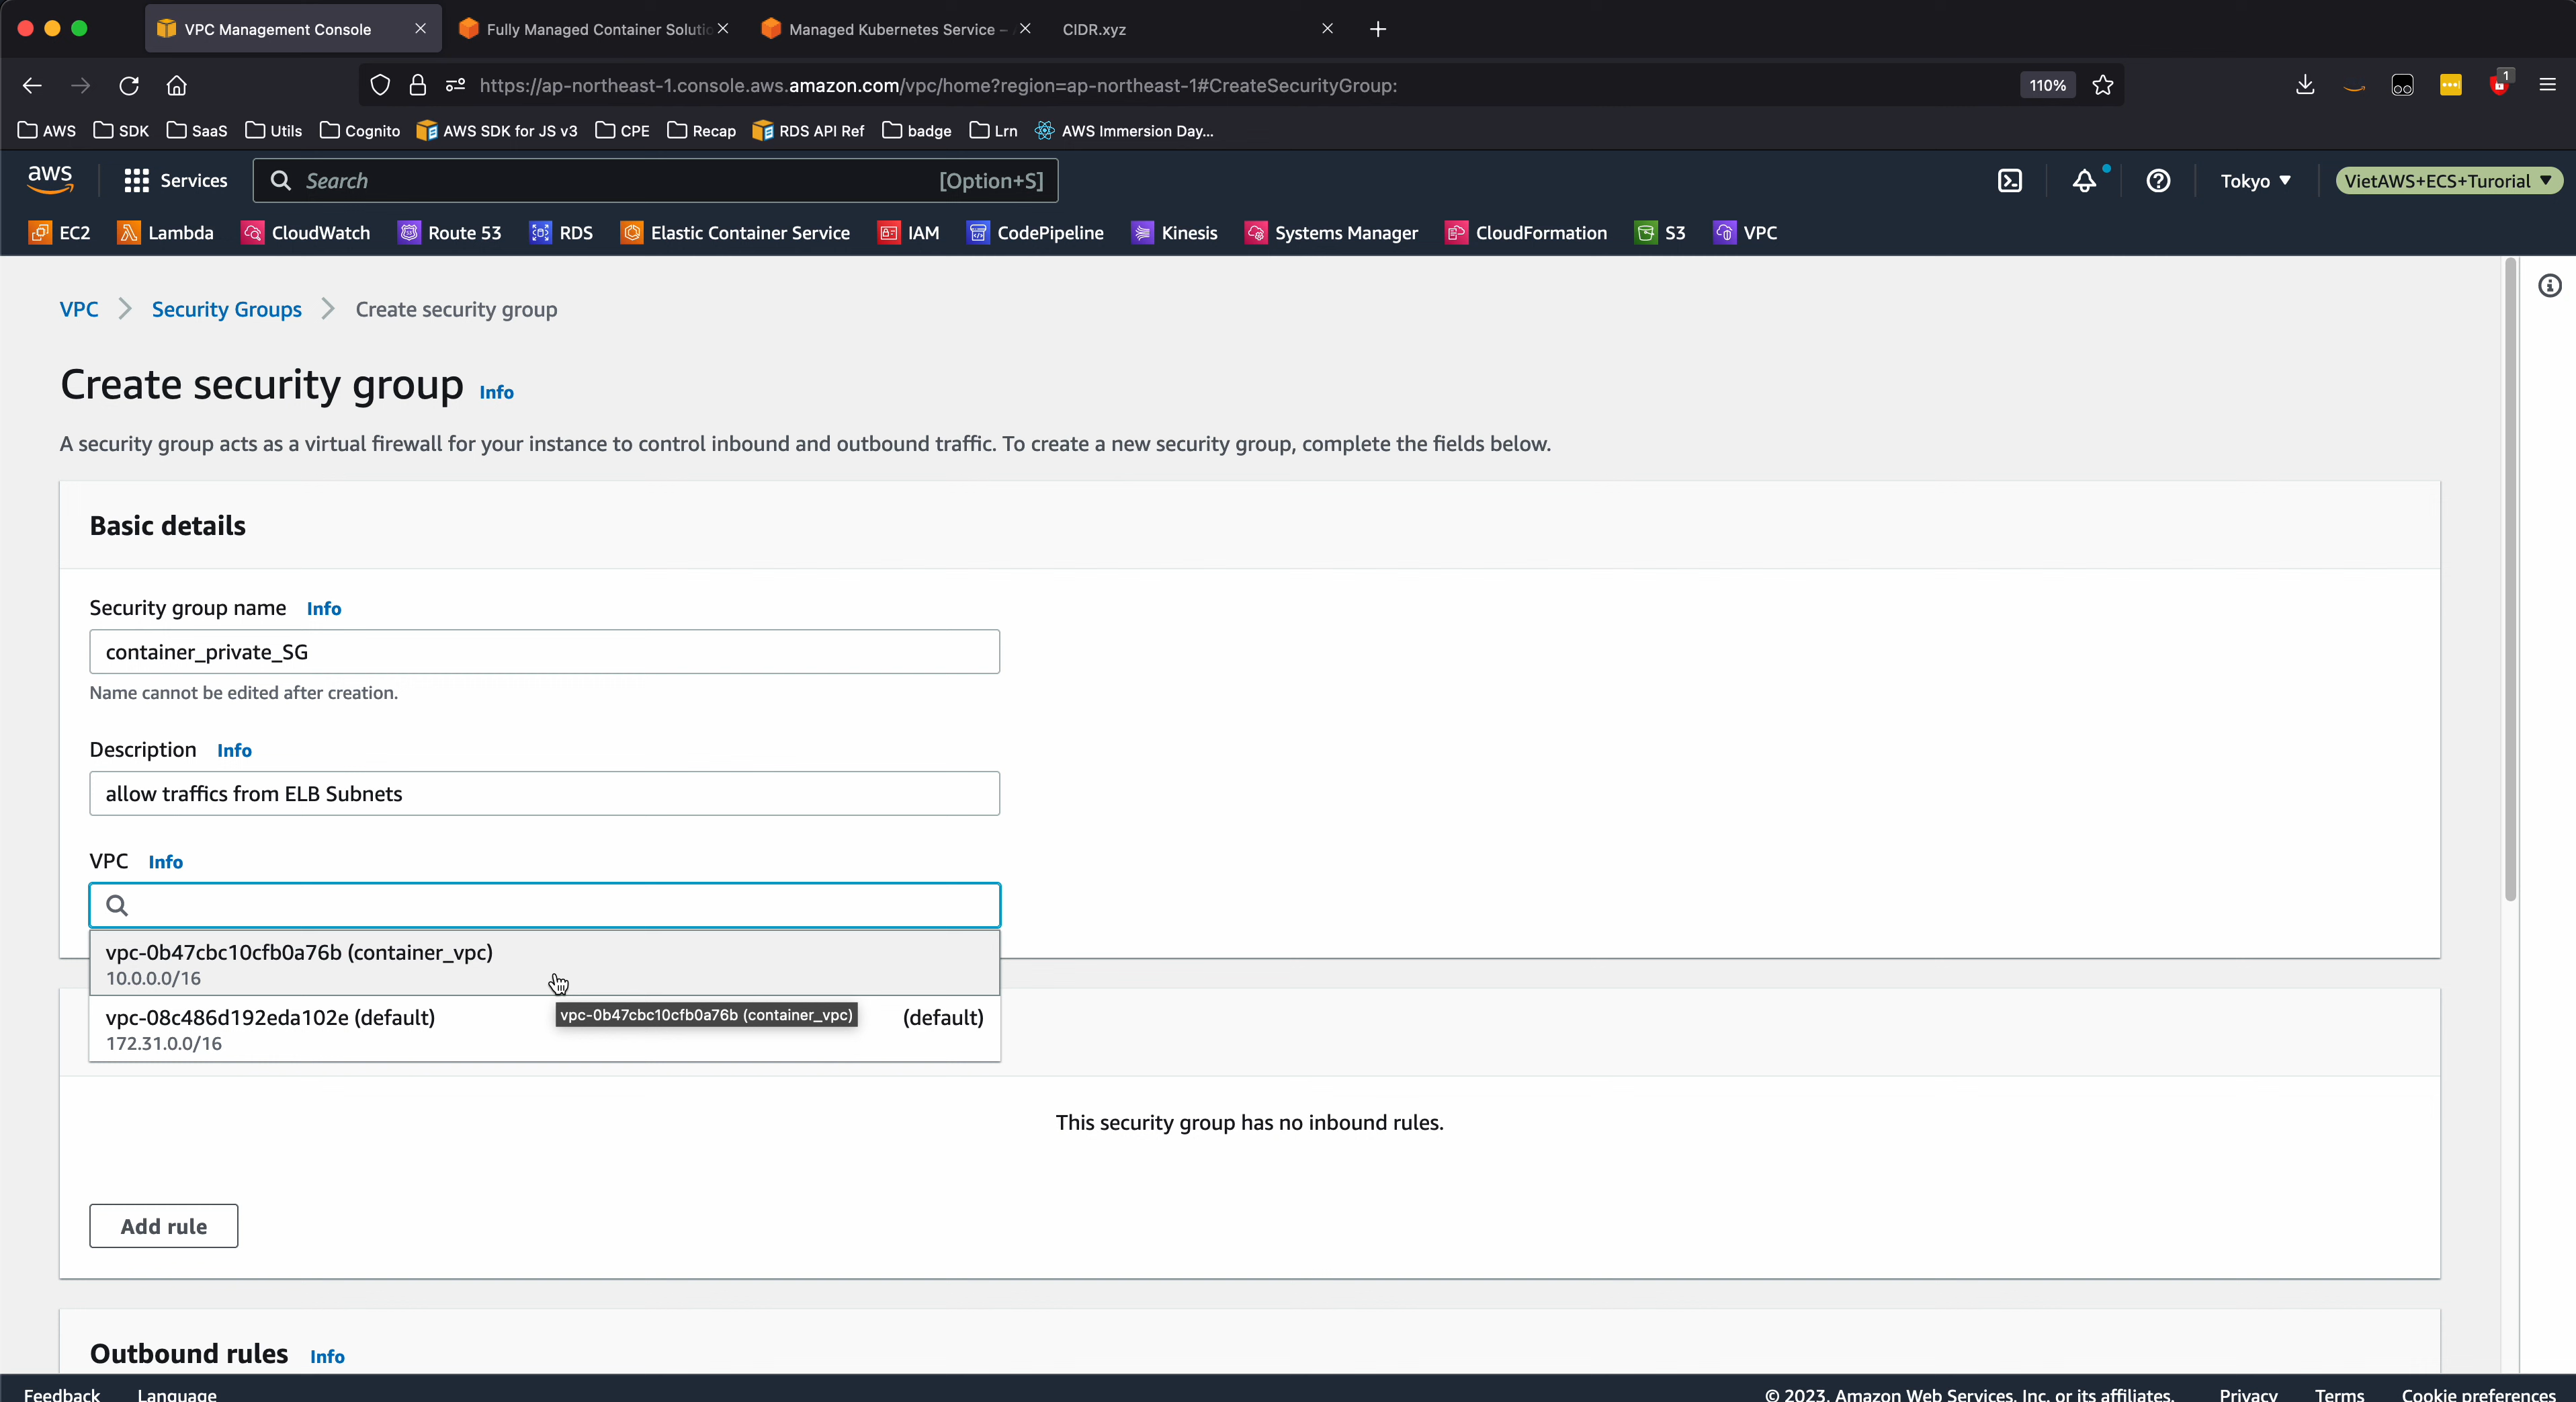 VPC Management Console
Fully Managed Container Solutio
Managed Kubernetes Service –
CIDR.xyz
https://ap-northeast-1.console.aws.amazon.com/vpc/home?region=ap-northeast-1#CreateSecurityGroup:
110%
1
AWS
SDK
SaaS
Utils
Cognito
AWS SDK for JS v3
CPE
Recap
RDS API Ref
badge
Lrn
AWS Immersion Day...
aws
Services
Search
[Option+S]
Tokyo
VietAWS+ECS+Turorial
EC2
Lambda
CloudWatch
Route 53
RDS
Elastic Container Service
IAM
CodePipeline
Kinesis
Systems Manager
CloudFormation
S3
VPC
VPC
Security Groups
Create security group
Create security group Info
A security group acts as a virtual firewall for your instance to control inbound and outbound traffic. To create a new security group, complete the fields below.
Basic details
Security group name Info
container_private_SG
Name cannot be edited after creation.
Description Info
allow traffics from ELB Subnets
VPC Info
vpc-0b47cbc10cfb0a76b (container_vpc)
10.0.0.0/16
vpc-0b47cbc10cfb0a76b (container_vpc)
vpc-08c486d192eda102e (default)
(default)
172.31.0.0/16
This security group has no inbound rules.
Add rule
Outbound rules Info
Feedback
Language
© 2023, Amazon Web Services, Inc. or its affiliates.
Privacy
Terms
Cookie preferences